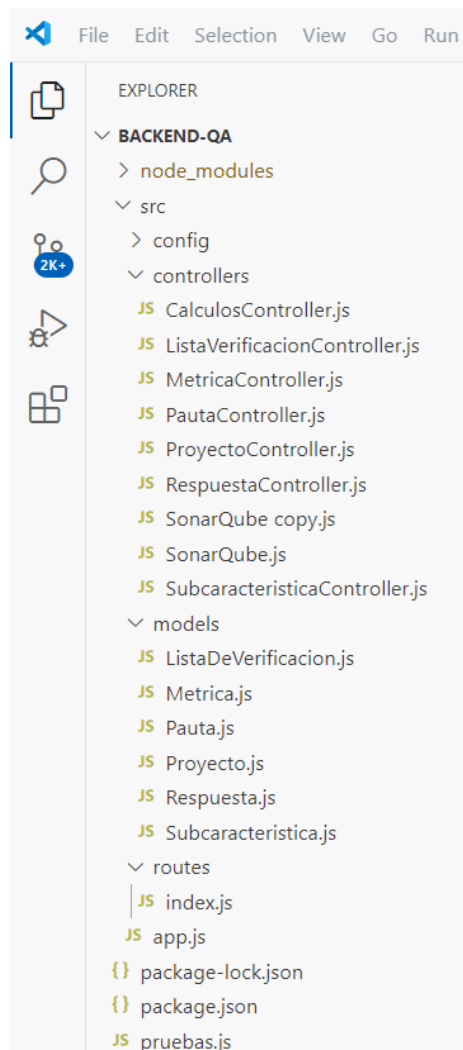 File Edit Selection View Go Run
EXPLORER
BACKEND-QA
node_modules
src
config
controllers
JS CalculosController.js
JS ListaVerificacionController.js
JS MetricaController.js
JS PautaController.js
JS ProyectoController.js
JS RespuestaController.js
JS SonarQube copy.js
JS SonarQube.js
JS SubcaracteristicaController.js
models
JS ListaDeVerificacion.js
JS Metrica.js
JS Pauta.js
JS Proyecto.js
JS Respuesta.js
JS Subcaracteristica.js
routes
JS index.js
JS app.js
{} package-lock.json
{} package.json
JS pruebas.js
2K+